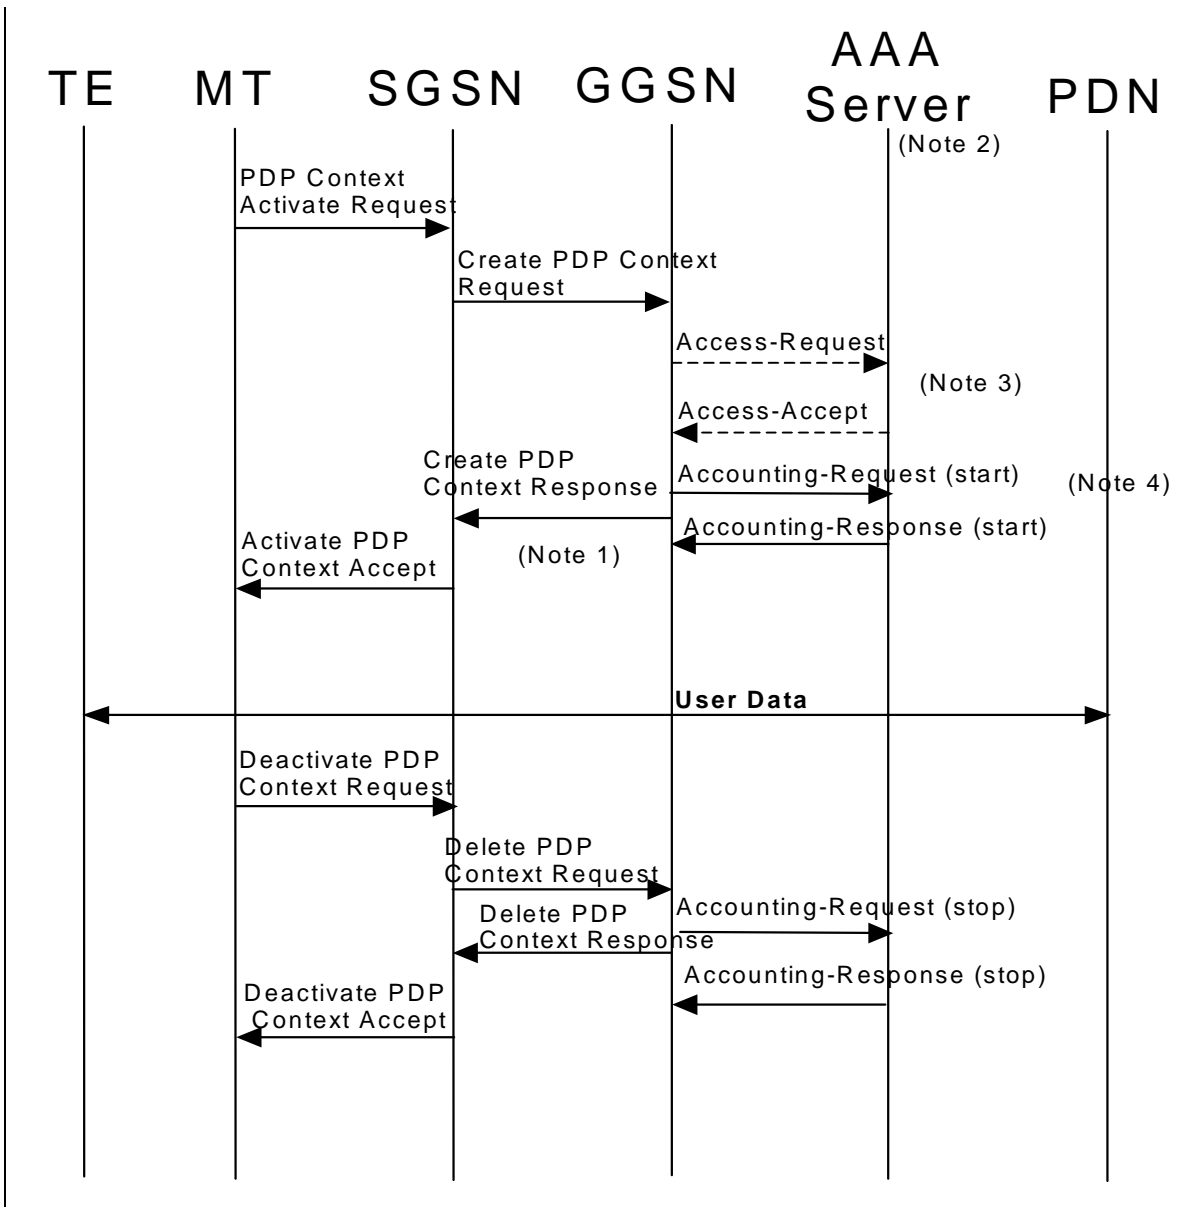 TE
MT
SGSN
GGSN
AAA
Server
PDN
(Note 2)
PDP Context
Activate Request
Create PDP Context
Request
Access-Request
(Note 3)
Access-Accept
Create PDP
Context Response
Accounting-Request (start)
(Note 4)
Accounting-Response (start)
Activate PDP
Context Accept
(Note 1)
User Data
Deactivate PDP
Context Request
Delete PDP
Context Request
Accounting-Request (stop)
Delete PDP
Context Response
Accounting-Response (stop)
Deactivate PDP
Context Accept